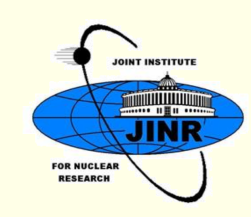 JOINT INSTITUTE
JINR
FOR NUCLEAR
RESEARCH